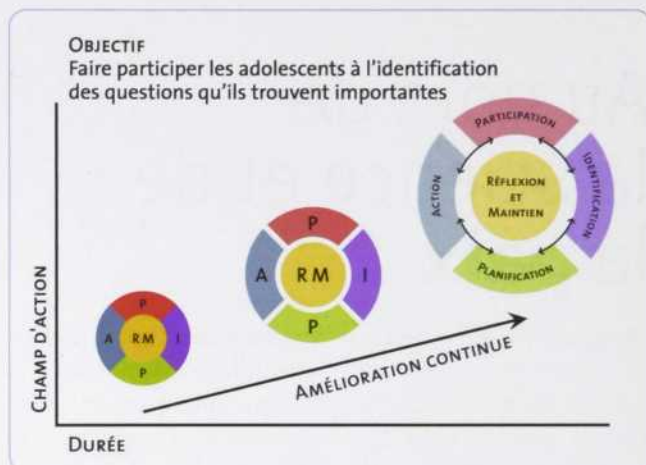 OBJECTIF
Faire participer les adolescents à l'identification
des questions qu'ils trouvent importantes
CHAMP D'ACTION
P
A
RM
I
P
P
A
RM
I
P
PARTICIPATION
ACTION
RÉFLEXION
ET
MAINTIEN
IDENTIFICATION
PLANIFICATION
AMÉLIORATION CONTINUE
DURÉE